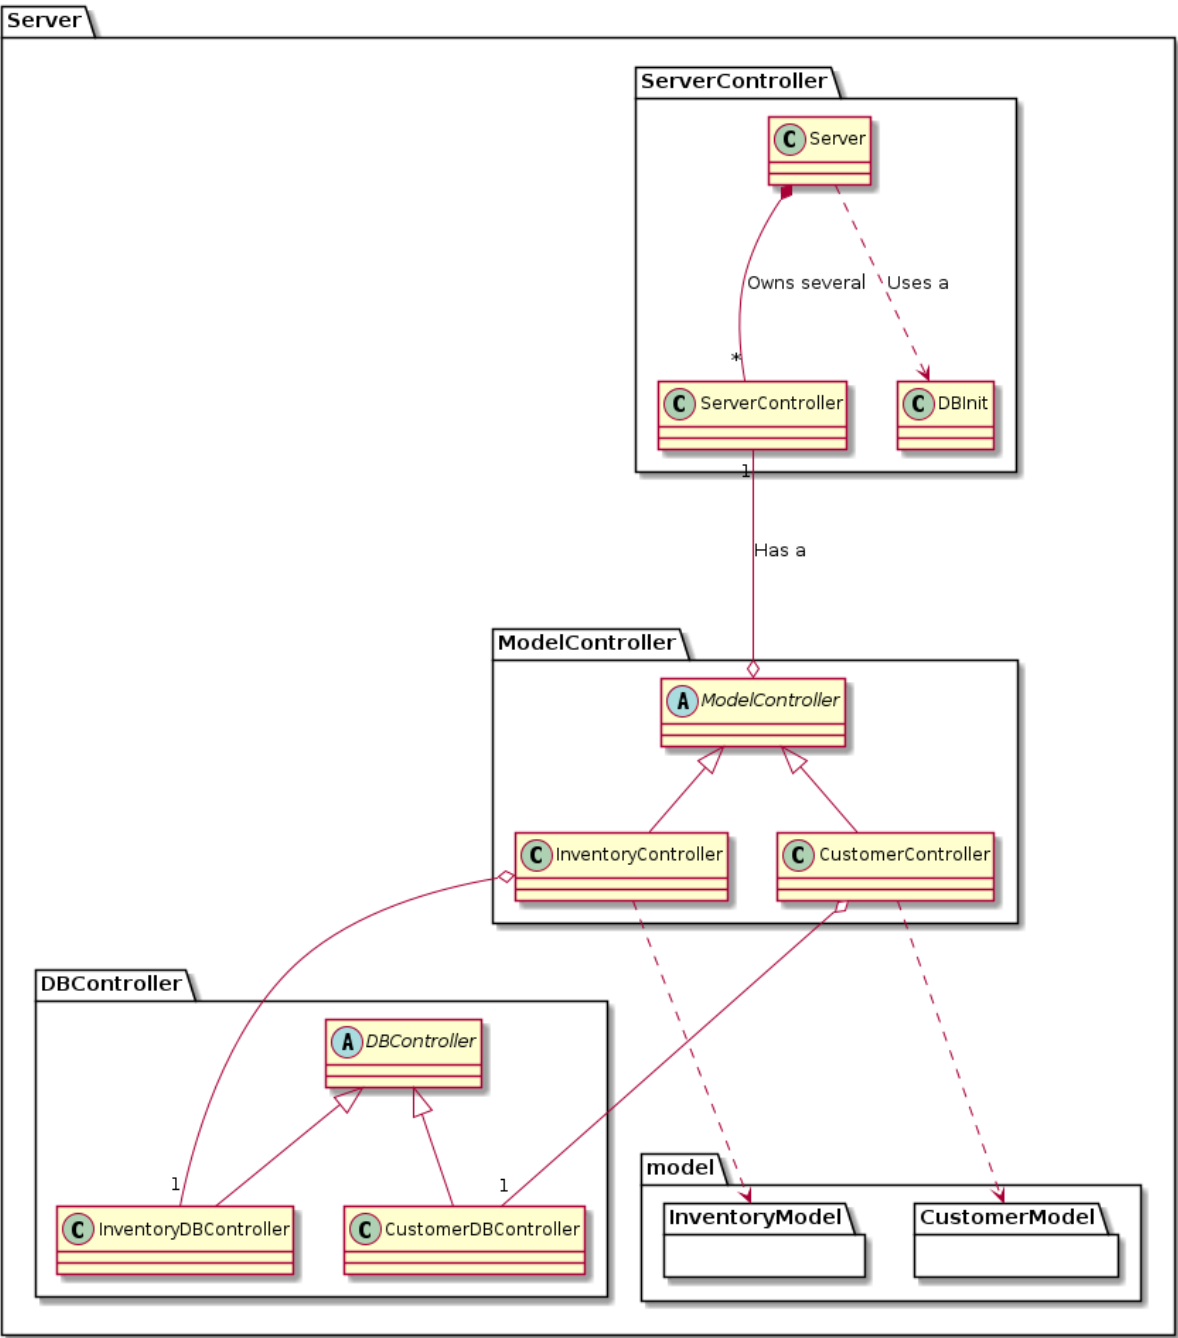 Server
ServerController
C Server
Owns several
Uses a
*
C ServerController
C DBInit
1
Has a
ModelController
A ModelController
C InventoryController
C CustomerController
DBController
A DBController
1
1
C InventoryDBController
C CustomerDBController
model
InventoryModel
CustomerModel